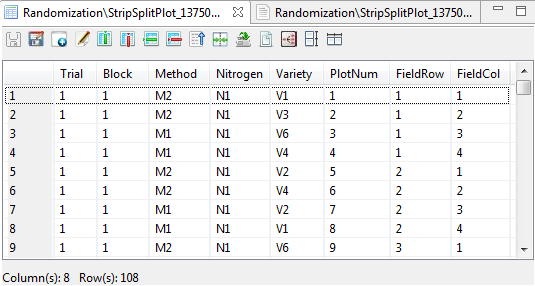 Randomization\StripSplitPlot_13750... Randomization\StripSplitPlot_13750...
Trial Block Method Nitrogen Variety PlotNum FieldRow FieldCol
1 1 1 M2 N1 V1 1 1 1
2 1 1 M2 N1 V3 2 1 2
3 1 1 M1 N1 V6 3 1 3
4 1 1 M1 N1 V4 4 1 4
5 1 1 M2 N1 V2 5 2 1
6 1 1 M2 N1 V4 6 2 2
7 1 1 M1 N1 V2 7 2 3
8 1 1 M1 N1 V1 8 2 4
9 1 1 M2 N1 V6 9 3 1
Column(s): 8 Row(s): 108